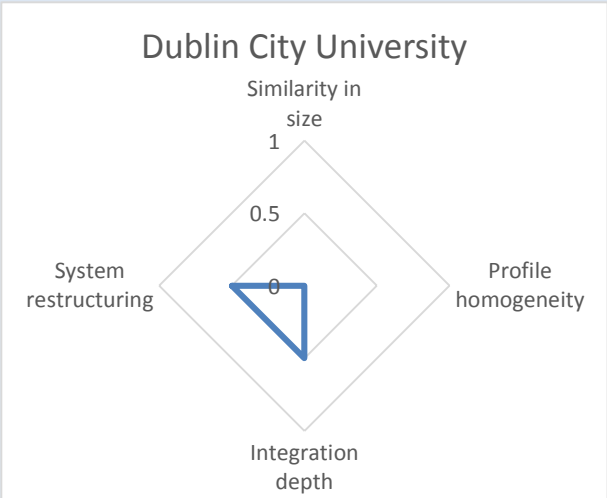 Dublin City University
Similarity in
size
1
0.5
0
System
restructuring
Profile
homogeneity
Integration
depth